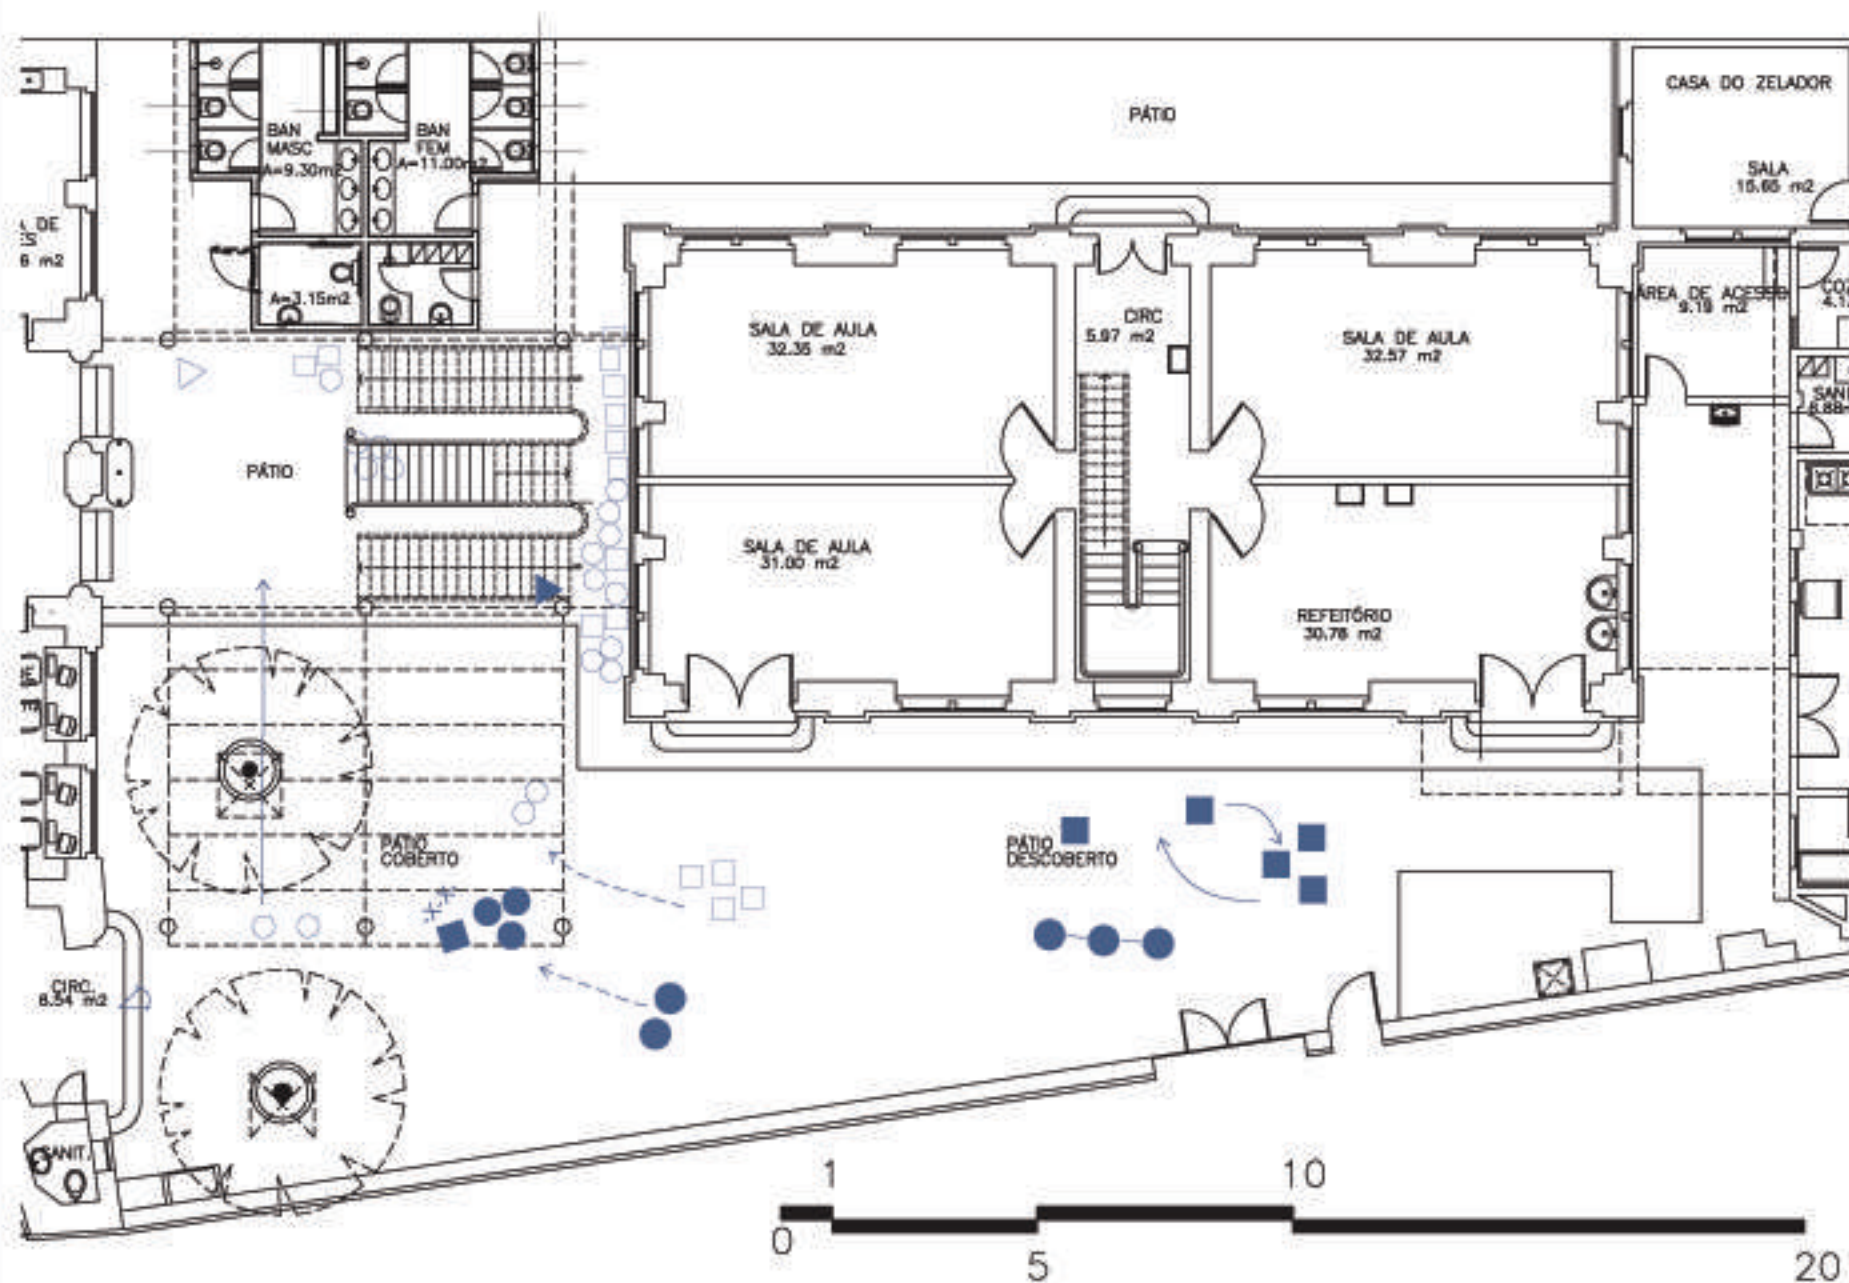 CASA DO ZELADOR
PÁTIO
BAN
MASC
A=9.30m2
BAN
FEM
A=11.00m2
SALA
15.65 m2
DE
m2
A=3.15m2
SALA DE AULA
32.35 m2
CIRC
5.97 m2
SALA DE AULA
32.57 m2
ÁREA DE ACESSO
9.19 m2
PÁTIO
SALA DE AULA
31.00 m2
REFEITÓRIO
30.78 m2
PÁTIO
COBERTO
PÁTIO
DESCOBERTO
CIRC.
8.54 m2
SANIT.
1
10
0
5
20